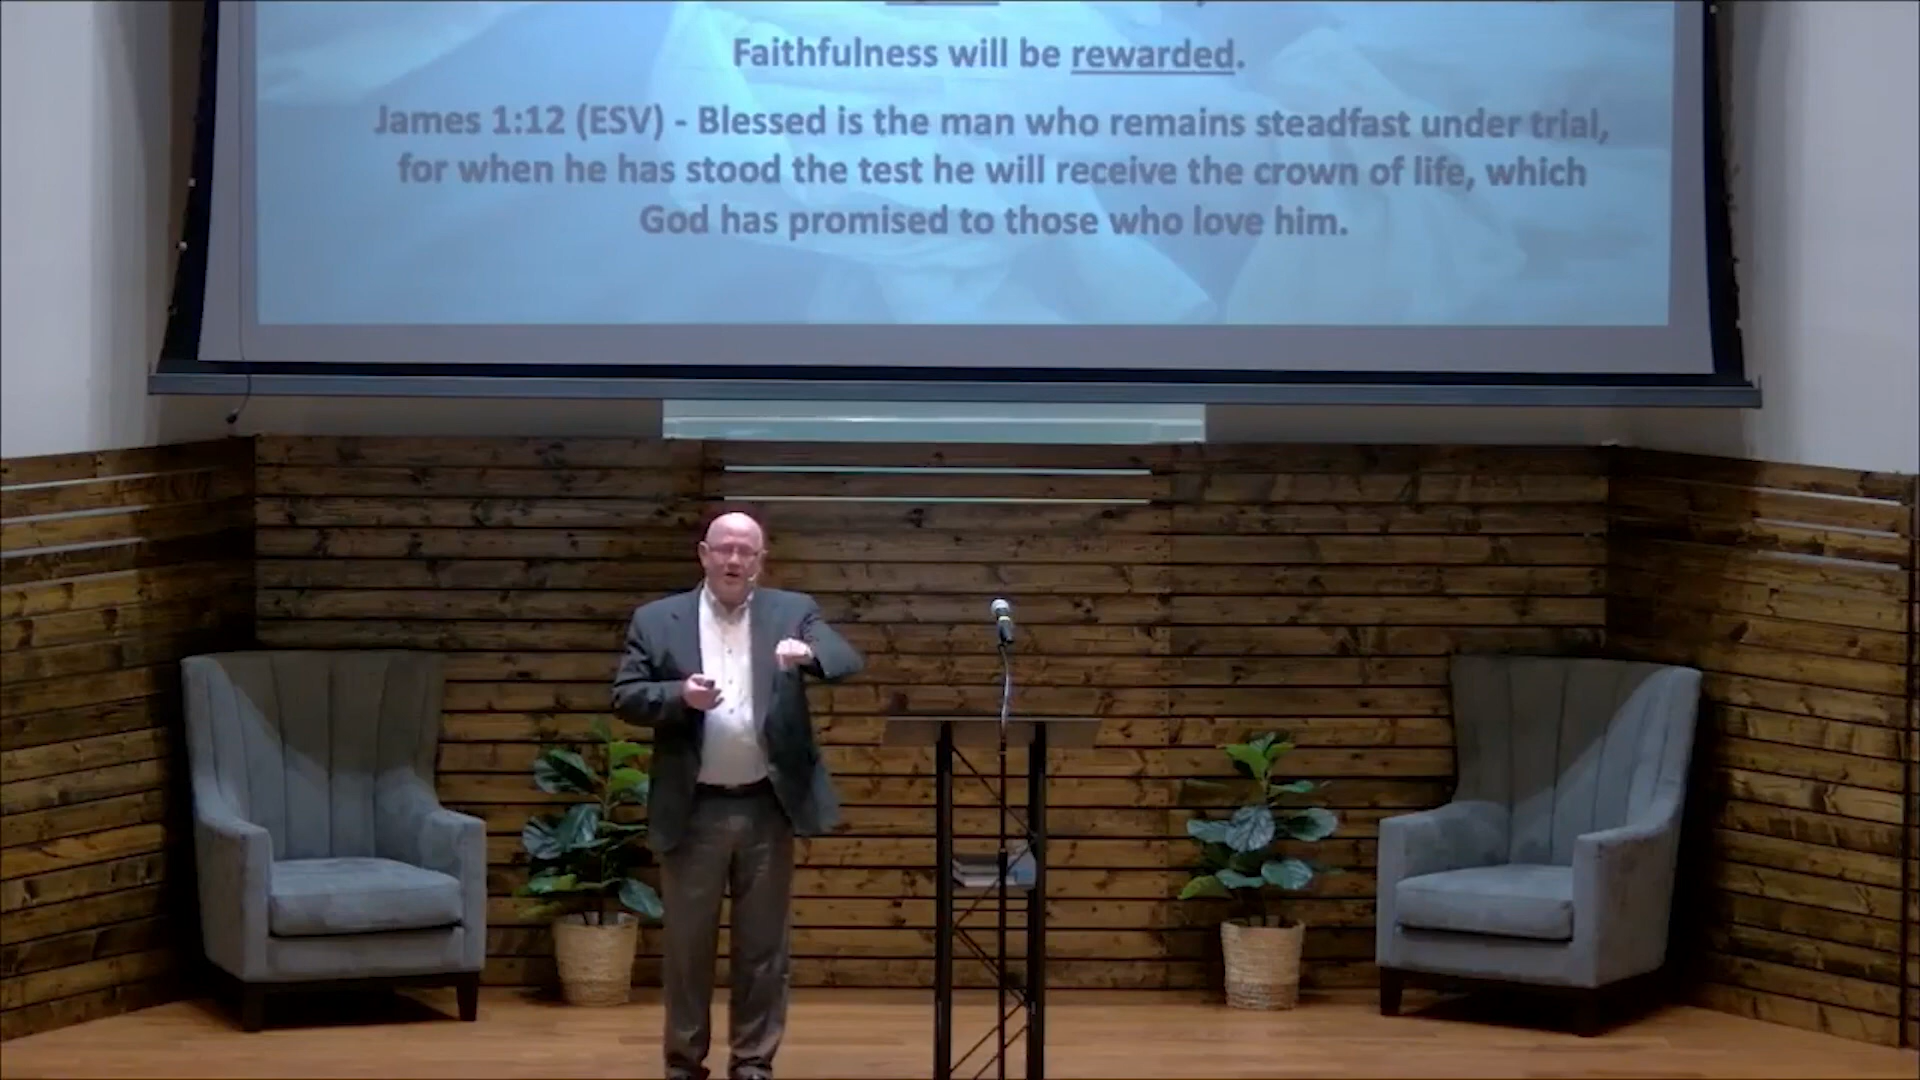 Faithfulness will be rewarded.
James 1:12 (ESV) - Blessed is the man who remains steadfast under trial,
for when he has stood the test he will receive the crown of life, which
God has promised to those who love him.